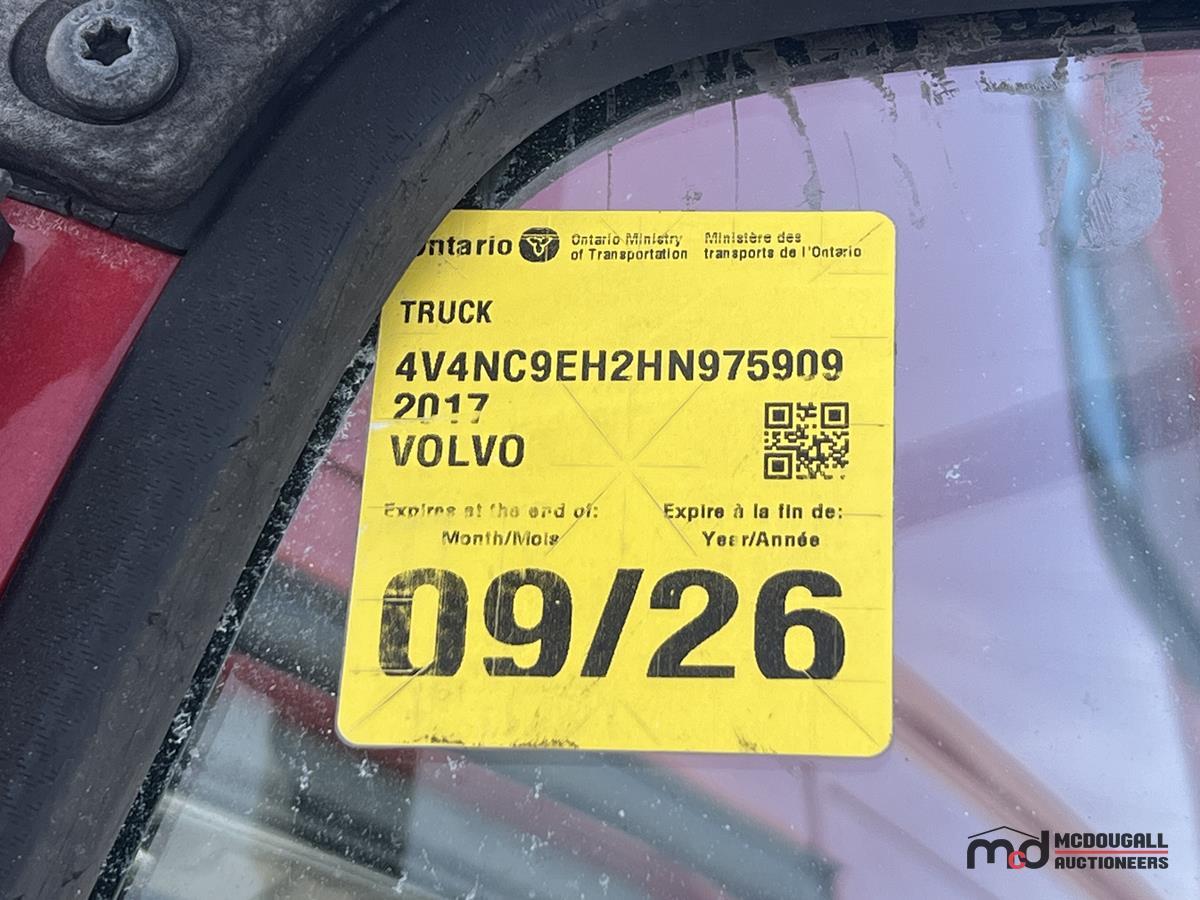 Ontario
Ontario Ministry
of Transportation
Ministère des
transports de l'Ontario
TRUCK
4V4NC9EH2HN975909
2017
VOLVO
Expires at the end of:
Month/Mois
Expire à la fin de:
Year/Année
09/26
mcd
MCDOUGALL
AUCTIONEERS